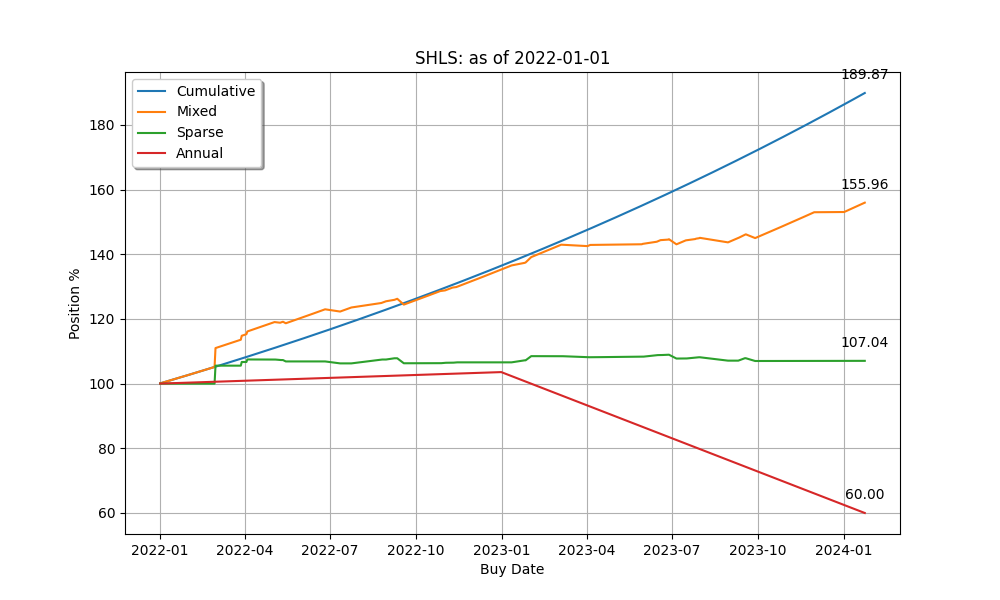 SHLS: as of 2022-01-01
189.87
Cumulative
Mixed
Sparse
Annual
155.96
107.04
60.00
180
160
140
120
100
80
60
Position %
2022-01 2022-04 2022-07 2022-10 2023-01 2023-04 2023-07 2023-10 2024-01
Buy Date